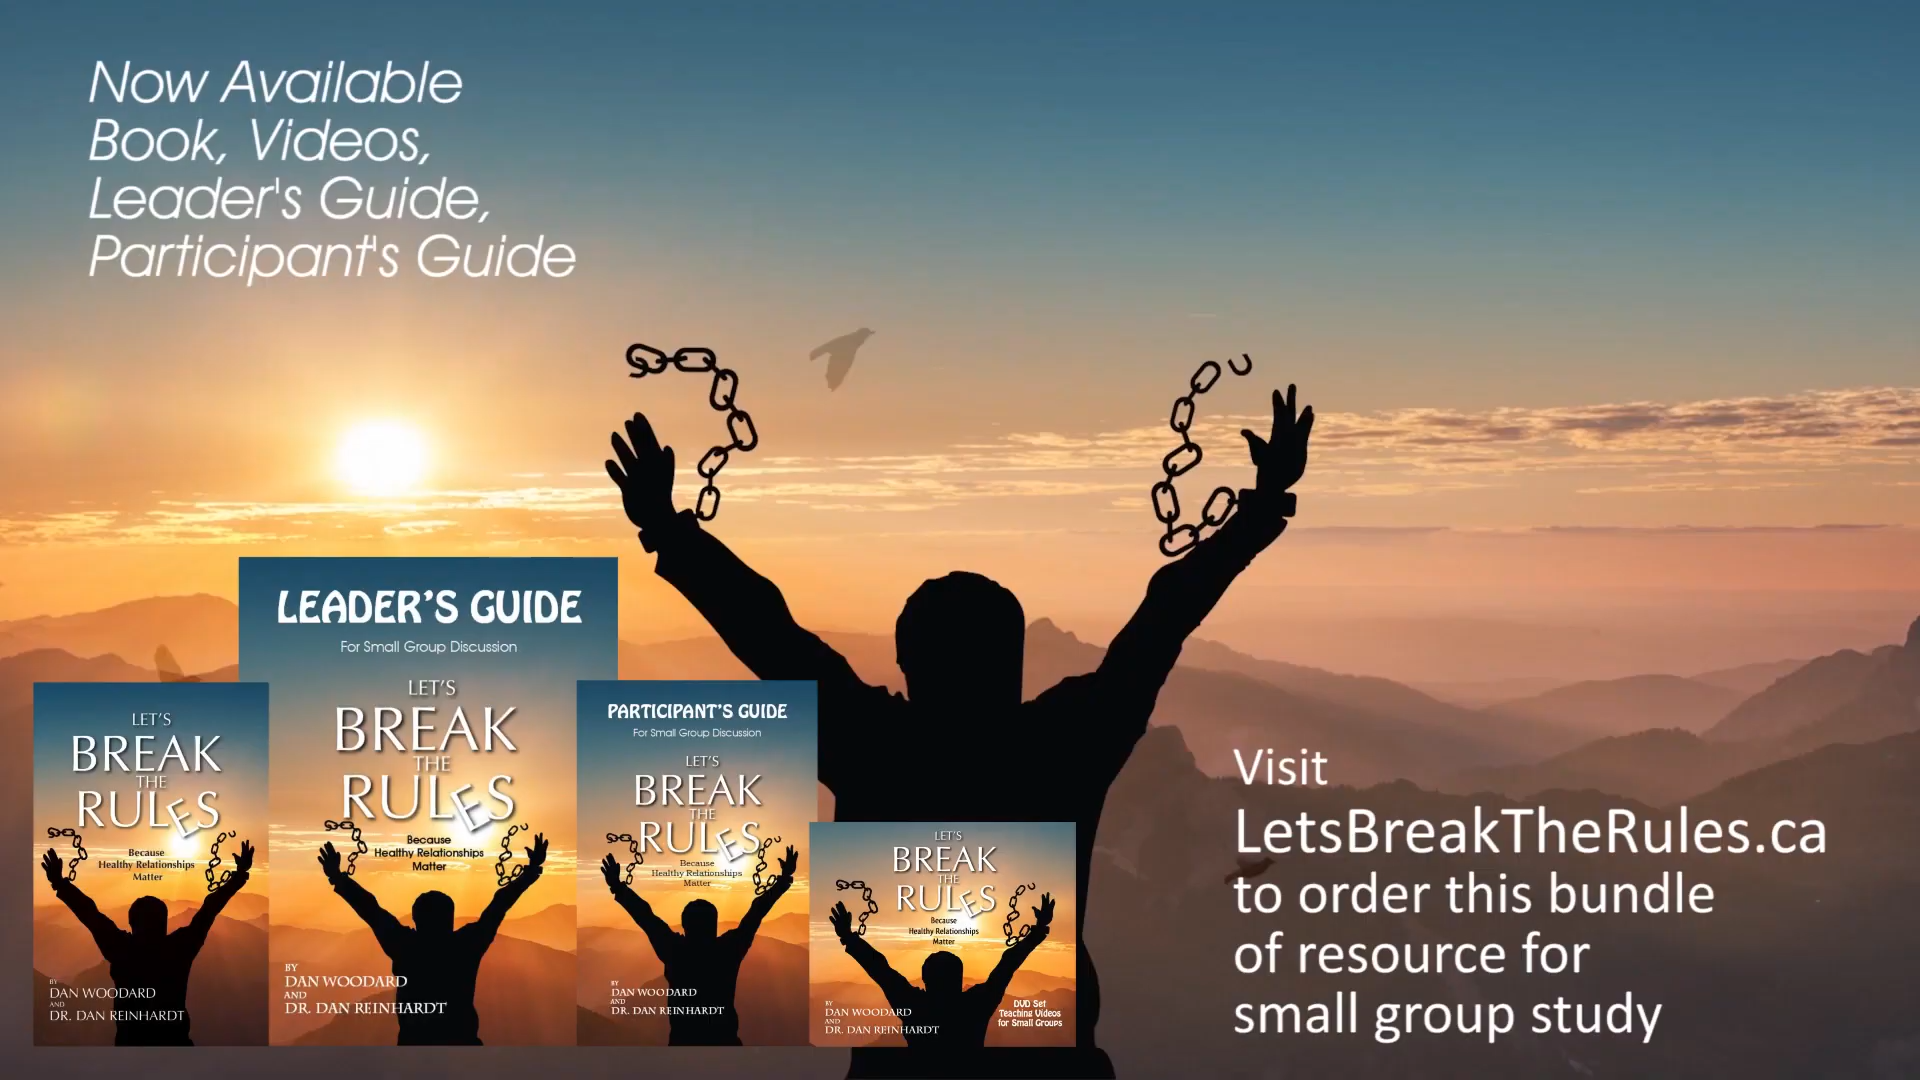 Now Available
Book, Videos,
Leader's Guide,
Participant's Guide
LEADER'S GUIDE
For Small Group Discussion
LET'S
BREAK
THE
RULES
Because
Healthy Relationships
Matter
BY
DAN WOODARD
AND
DR. DAN REINHARDT
LET'S
BREAK
THE
RULES
Because
Healthy Relationships
Matter
BY
DAN WOODARD
AND
DR. DAN REINHARDT
PARTICIPANT'S GUIDE
For Small Group Discussion
LET'S
BREAK
THE
RULES
Because
Healthy Relationships
Matter
BY
DAN WOODARD
AND
DR. DAN REINHARDT
LET'S
BREAK
THE
RULES
Because
Healthy Relationships
Matter
BY
DAN WOODARD
AND
DR. DAN REINHARDT
DVD Set
Teaching Videos
for Small Groups
Visit
LetsBreakTheRules.ca
to order this bundle
of resource for
small group study